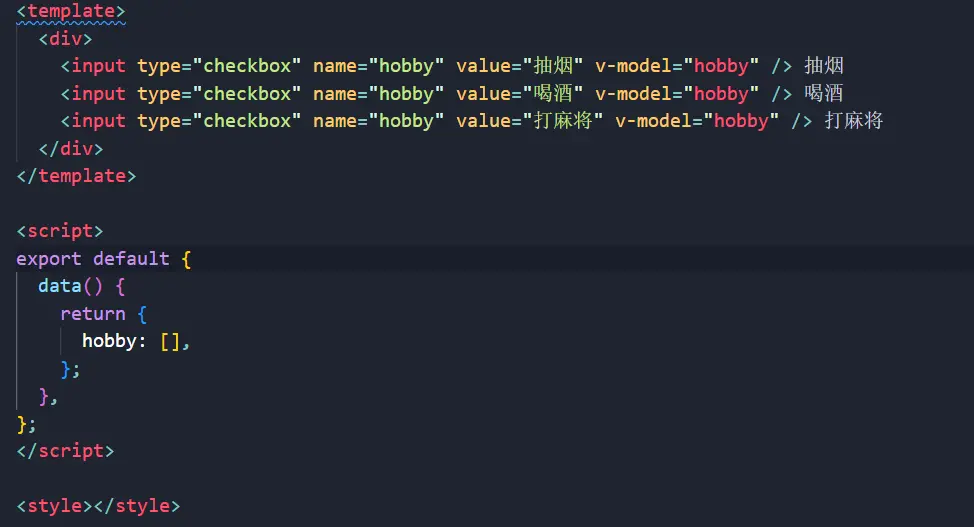 <template>
  <div>
    <input type="checkbox" name="hobby" value="抽烟" v-model="hobby" /> 抽烟
    <input type="checkbox" name="hobby" value="喝酒" v-model="hobby" /> 喝酒
    <input type="checkbox" name="hobby" value="打麻将" v-model="hobby" /> 打麻将
  </div>
</template>

<script>
export default {
  data() {
    return {
      hobby: [],
    };
  },
};
</script>

<style></style>